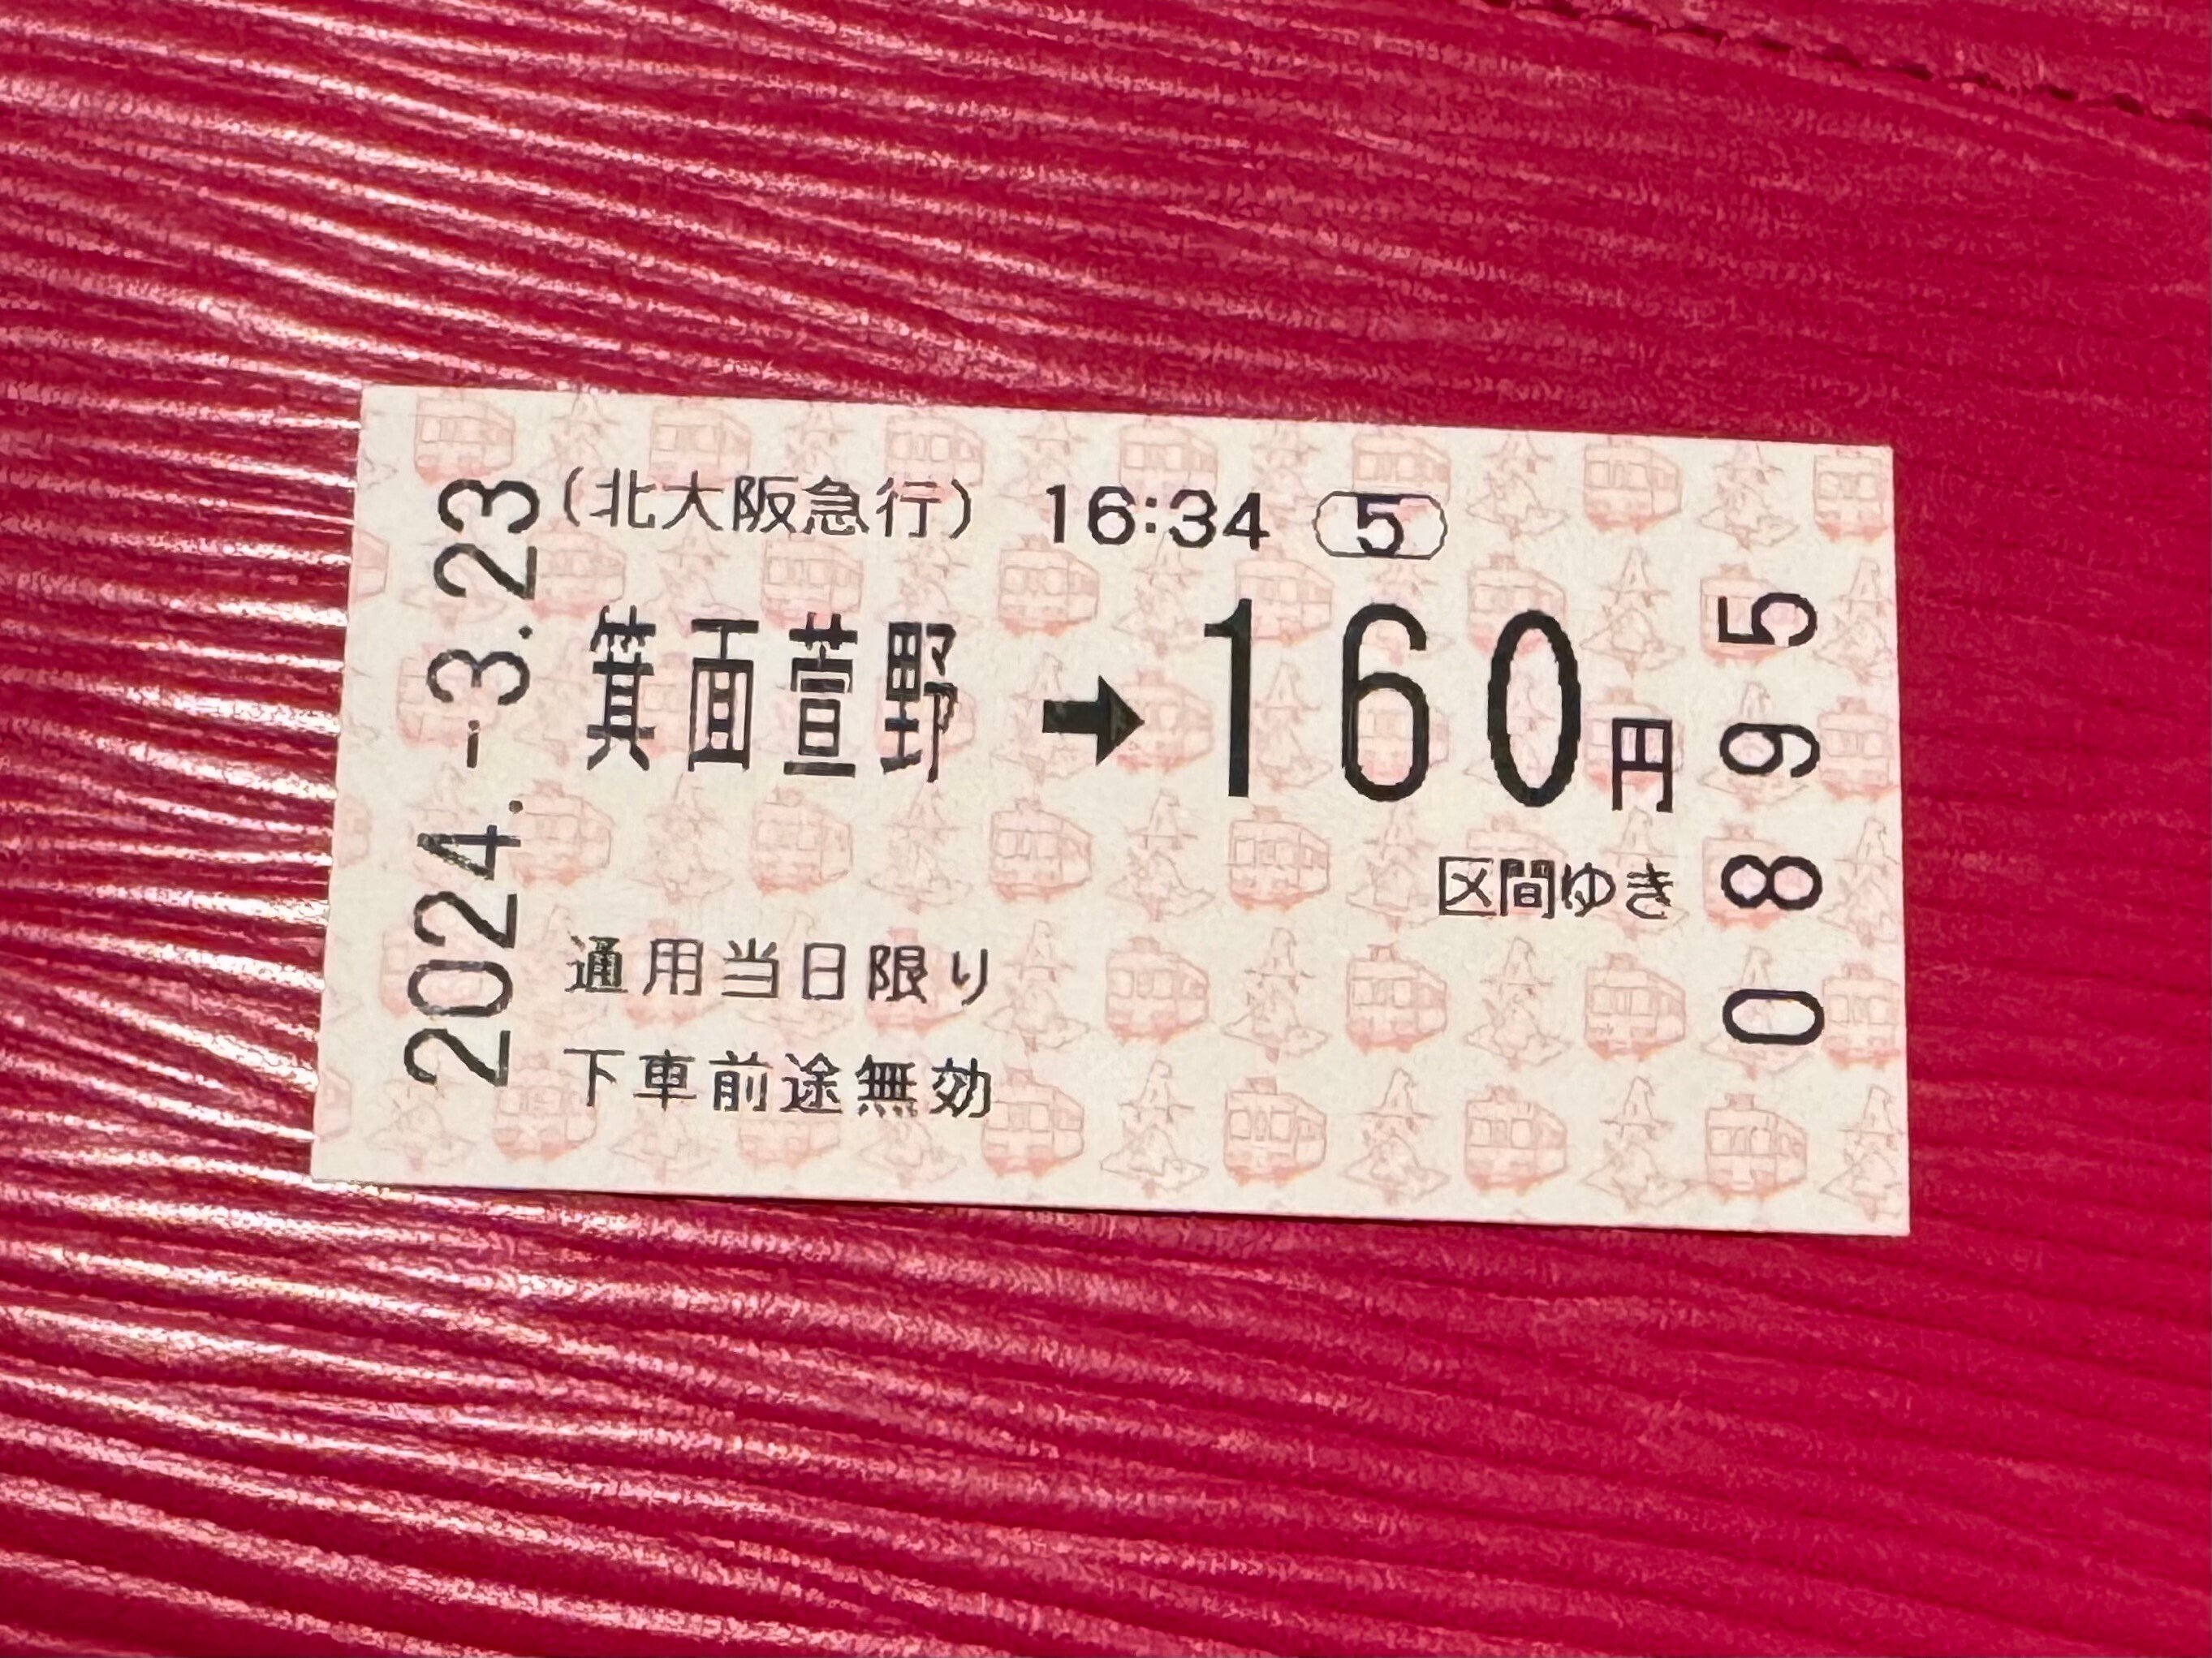 2024.-3.23
(北大阪急行) 16:34 5
箕面萱野➡160円
区間ゆき
通用当日限り
下車前途無効
0895